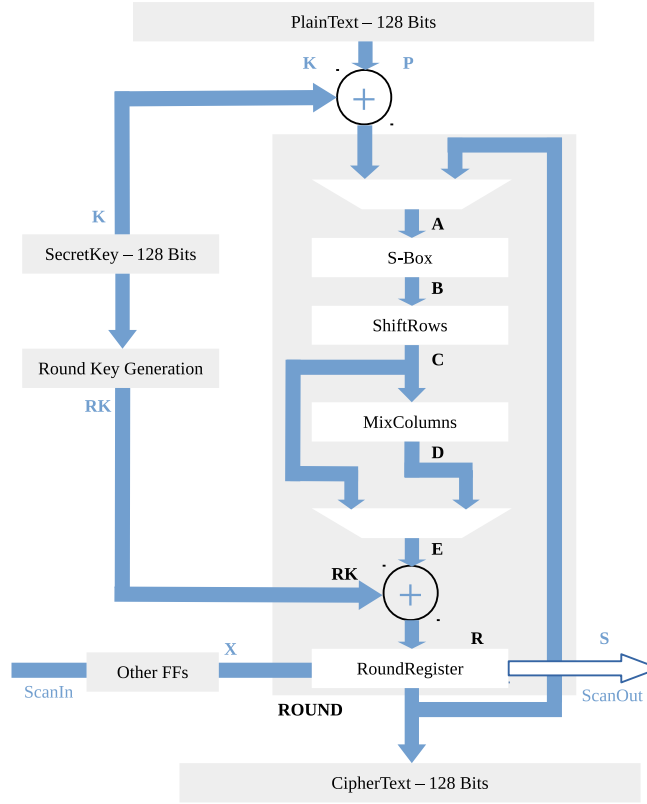 PlainText – 128 Bits
K
P
+
K
A
SecretKey – 128 Bits
S-Box
B
ShiftRows
C
Round Key Generation
RK
MixColumns
D
E
RK
+
R
X
S
Other FFs
RoundRegister
ScanIn
ScanOut
ROUND
CipherText – 128 Bits